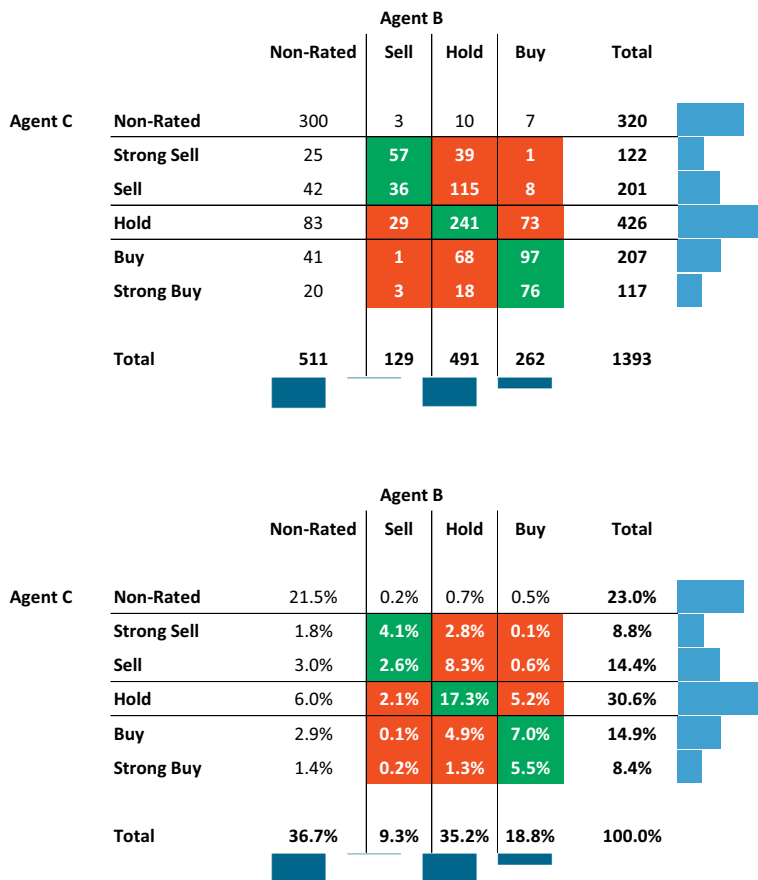 Agent B
Non-Rated Sell Hold Buy Total
Agent C Non-Rated 300 3 10 7 320
Strong Sell 25 57 39 1 122
Sell 42 36 115 8 201
Hold 83 29 241 73 426
Buy 41 1 68 97 207
Strong Buy 20 3 18 76 117
Total 511 129 491 262 1393
Agent B
Non-Rated Sell Hold Buy Total
Agent C Non-Rated 21.5% 0.2% 0.7% 0.5% 23.0%
Strong Sell 1.8% 4.1% 2.8% 0.1% 8.8%
Sell 3.0% 2.6% 8.3% 0.6% 14.4%
Hold 6.0% 2.1% 17.3% 5.2% 30.6%
Buy 2.9% 0.1% 4.9% 7.0% 14.9%
Strong Buy 1.4% 0.2% 1.3% 5.5% 8.4%
Total 36.7% 9.3% 35.2% 18.8% 100.0%